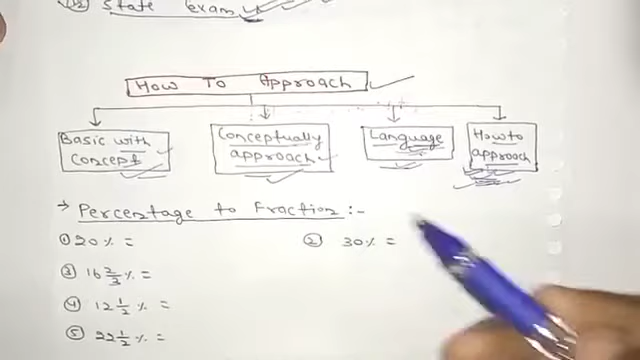 (12) State exam
How To Approach
Basic with concept
Conceptually approach
Language
How to approach
→ Percentage to Fraction :-
① 20% =
② 30% =
③ 16 2/3 % =
④ 12 1/2 % =
⑤ 22 1/2 % =